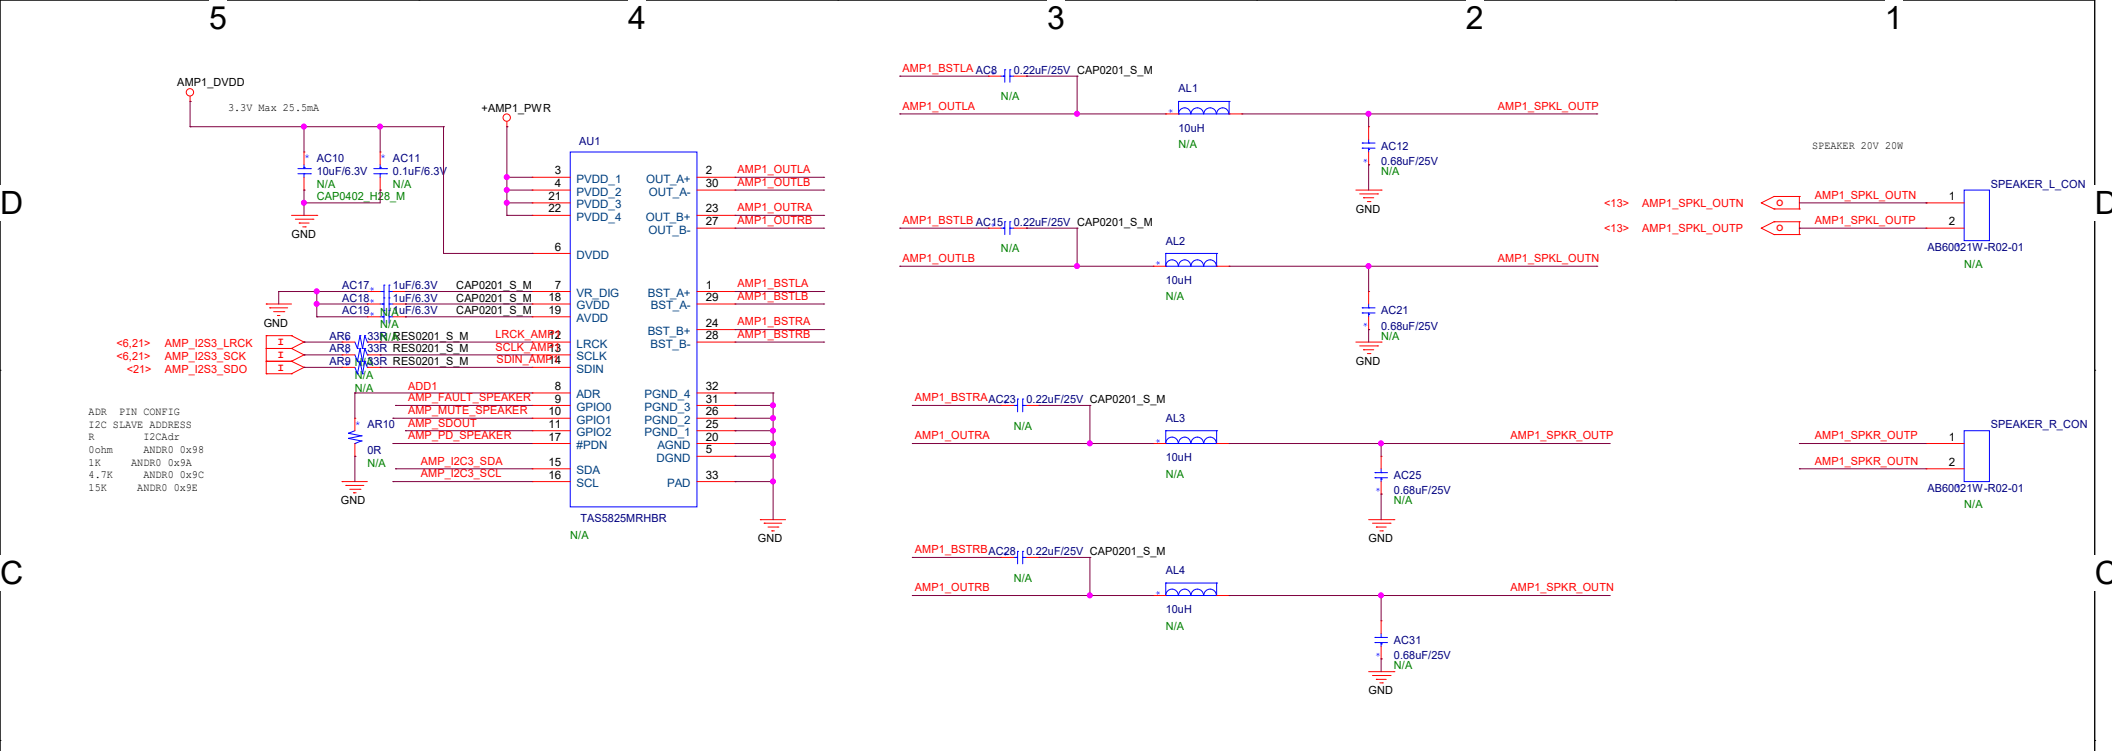 5 4 3 2 1
D D
C C
AMP1_DVDD
3.3V Max 25.5mA
AC10
10uF/6.3V
N/A
CAP0402_H28_M
AC11
0.1uF/6.3V
N/A
GND
+AMP1_PWR
AU1
3 PVDD_1
4 PVDD_2
21 PVDD_3
22 PVDD_4
6 DVDD
7 VR_DIG
18 GVDD
19 AVDD
12 LRCK
13 SCLK
14 SDIN
8 ADR
9 GPIO0
10 GPIO1
11 GPIO2
17 #PDN
15 SDA
16 SCL
OUT_A+ 2 AMP1_OUTLA
OUT_A- 30 AMP1_OUTLB
OUT_B+ 23 AMP1_OUTRA
OUT_B- 27 AMP1_OUTRB
BST_A+ 1 AMP1_BSTLA
BST_A- 29 AMP1_BSTLB
BST_B+ 24 AMP1_BSTRA
BST_B- 28 AMP1_BSTRB
PGND_4 32
PGND_3 31
PGND_2 26
PGND_1 25
AGND 20
DGND 5
PAD 33
GND
TAS5825MRHBR
N/A
AC17 1uF/6.3V CAP0201_S_M
AC18 1uF/6.3V CAP0201_S_M
AC19 1uF/6.3V CAP0201_S_M
N/A
N/A
N/A
GND
<6,21> AMP_I2S3_LRCK I AR6 33R RES0201_S_M LRCK_AMP1
<6,21> AMP_I2S3_SCK I AR8 33R RES0201_S_M SCLK_AMP1
<21> AMP_I2S3_SDO I AR9 33R RES0201_S_M SDIN_AMP1
N/A
N/A
N/A
ADD1
AMP_FAULT_SPEAKER
AMP_MUTE_SPEAKER
AMP_SDOUT
AMP_PD_SPEAKER
AMP_I2C3_SDA
AMP_I2C3_SCL
AR10
0R
N/A
GND
ADR PIN CONFIG
I2C SLAVE ADDRESS
R I2CAdr
0ohm ANDR0 0x98
1K ANDR0 0x9A
4.7K ANDR0 0x9C
15K ANDR0 0x9E
AMP1_BSTLA AC8 0.22uF/25V CAP0201_S_M
N/A
AMP1_OUTLA
AL1
10uH
N/A
AMP1_SPKL_OUTP
AC12
0.68uF/25V
N/A
GND
AMP1_BSTLB AC15 0.22uF/25V CAP0201_S_M
N/A
AMP1_OUTLB
AL2
10uH
N/A
AMP1_SPKL_OUTN
AC21
0.68uF/25V
N/A
GND
AMP1_BSTRA AC23 0.22uF/25V CAP0201_S_M
N/A
AMP1_OUTRA
AL3
10uH
N/A
AMP1_SPKR_OUTP
AC25
0.68uF/25V
N/A
GND
AMP1_BSTRB AC28 0.22uF/25V CAP0201_S_M
N/A
AMP1_OUTRB
AL4
10uH
N/A
AMP1_SPKR_OUTN
AC31
0.68uF/25V
N/A
GND
SPEAKER 20V 20W
SPEAKER_L_CON
<13> AMP1_SPKL_OUTN O AMP1_SPKL_OUTN 1
<13> AMP1_SPKL_OUTP O AMP1_SPKL_OUTP 2
AB60021W-R02-01
N/A
SPEAKER_R_CON
AMP1_SPKR_OUTP 1
AMP1_SPKR_OUTN 2
AB60021W-R02-01
N/A